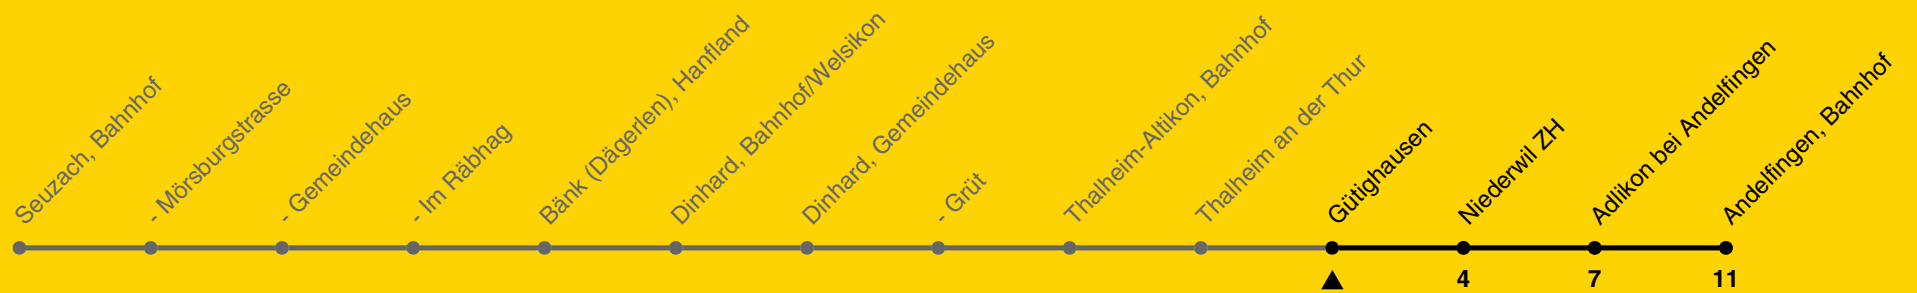 Seuzach, Bahnhof
- Mörsburgstrasse
- Gemeindehaus
- Im Räbhag
Bänk (Dägerlen), Hanfland
Dinhard, Bahnhof/Welsikon
Dinhard, Gemeindehaus
- Grüt
Thalheim-Altikon, Bahnhof
Thalheim an der Thur
Gütighausen
Niederwil ZH
Adlikon bei Andelfingen
Andelfingen, Bahnhof
4
7
11